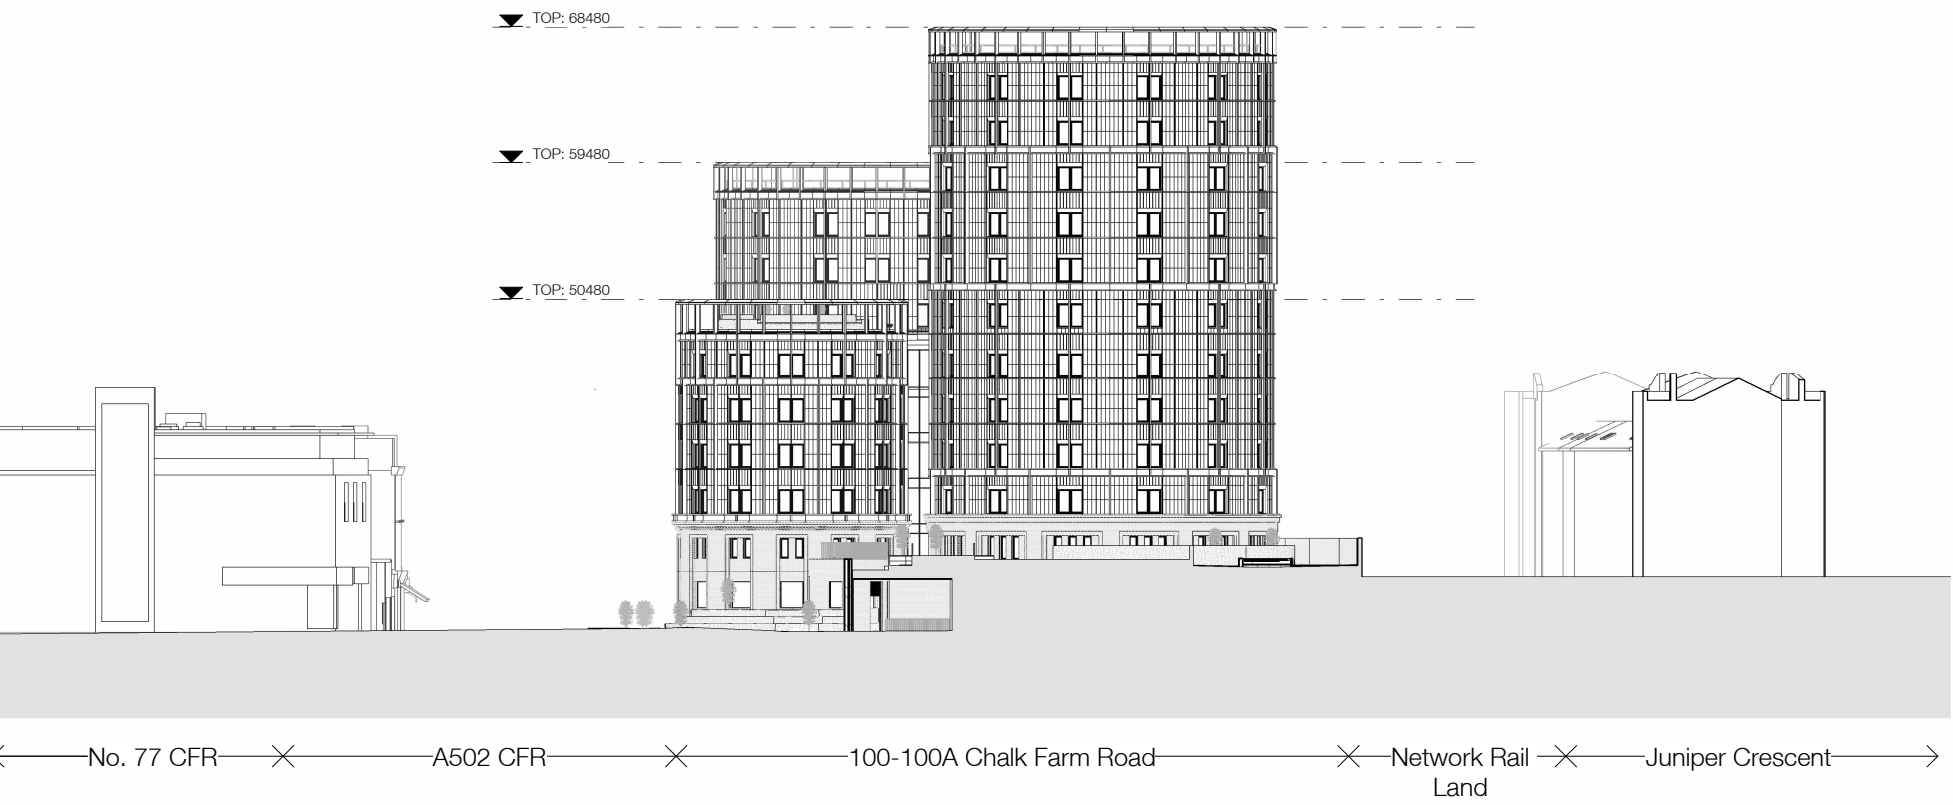 TOP: 68480
TOP: 59480
TOP: 50480
No. 77 CFR
A502 CFR
100-100A Chalk Farm Road
Network Rail
Land
Juniper Crescent